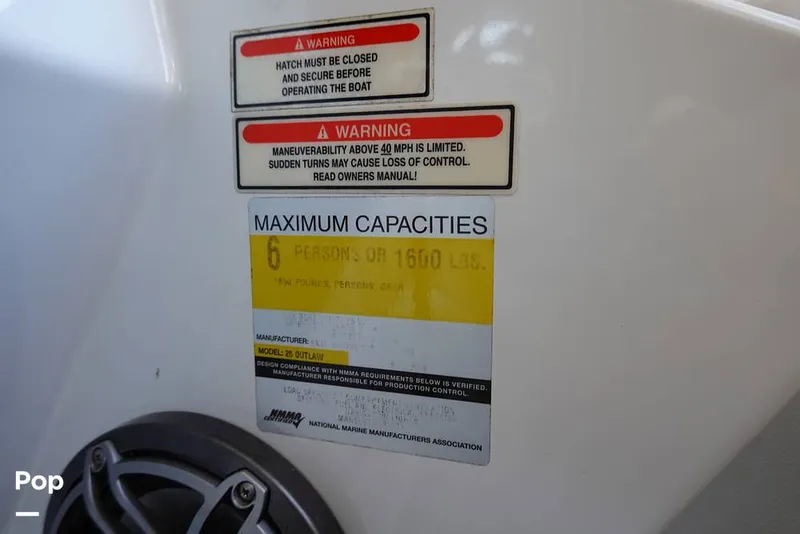 WARNING
HATCH MUST BE CLOSED
AND SECURE BEFORE
OPERATING THE BOAT
WARNING
MANEUVERABILITY ABOVE 40 MPH IS LIMITED.
SUDDEN TURNS MAY CAUSE LOSS OF CONTROL.
READ OWNERS MANUAL!
MAXIMUM CAPACITIES
6 PERSONS OR 1600 LBS.
POUNDS, PERSONS,
MANUFACTURER:
MODEL: 25 OUTLAW
DESIGN COMPLIANCE WITH NMMA REQUIREMENTS BELOW IS VERIFIED.
MANUFACTURER RESPONSIBLE FOR PRODUCTION CONTROL.
NMMA
CERTIFIED
NATIONAL MARINE MANUFACTURERS ASSOCIATION
Pop